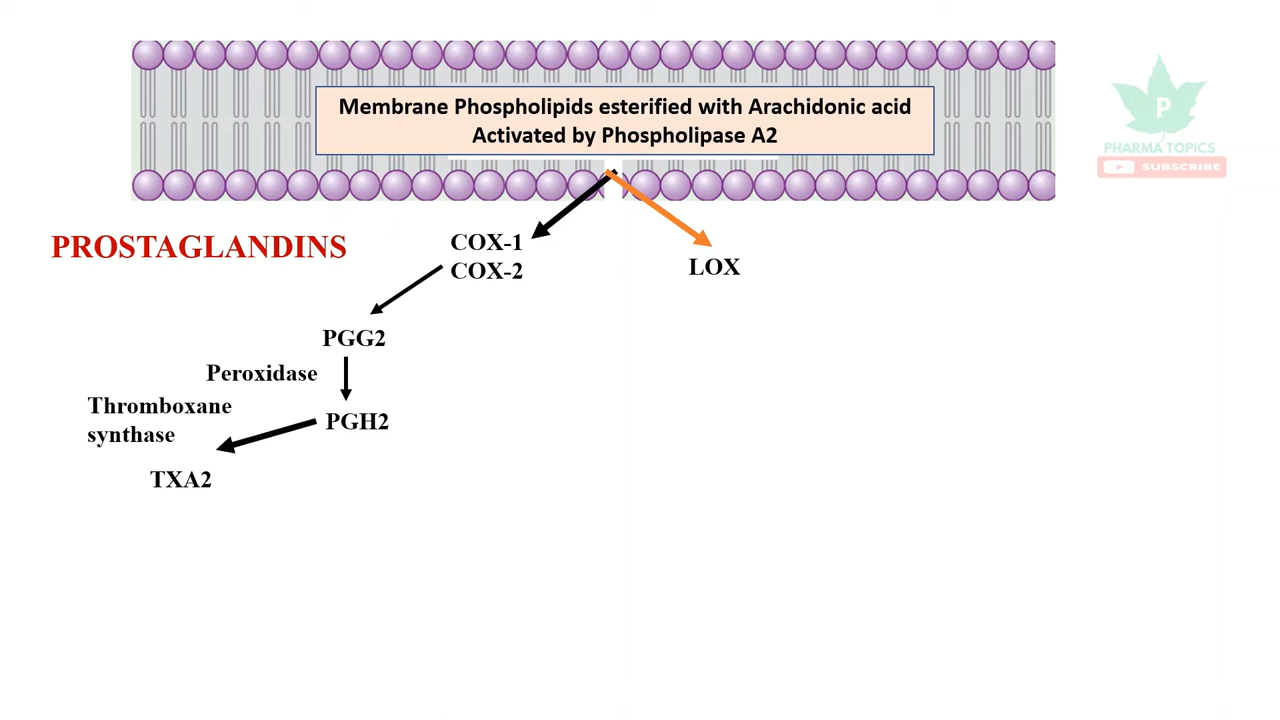 Membrane Phospholipids esterified with Arachidonic acid
Activated by Phospholipase A2
P
PHARMA TOPICS
SUBSCRIBE
PROSTAGLANDINS
COX-1
COX-2
LOX
PGG2
Peroxidase
Thromboxane
synthase
PGH2
TXA2